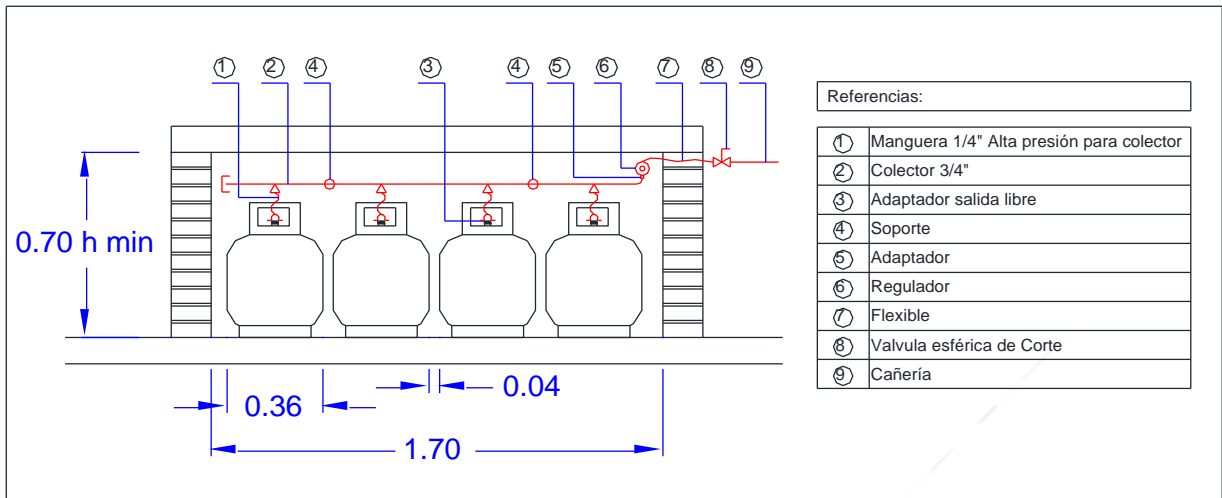 1 2 4 3 4 5 6 7 8 9
0.70 h min
0.36
0.04
1.70
Referencias:
1 Manguera 1/4" Alta presión para colector
2 Colector 3/4"
3 Adaptador salida libre
4 Soporte
5 Adaptador
6 Regulador
7 Flexible
8 Valvula esférica de Corte
9 Cañería